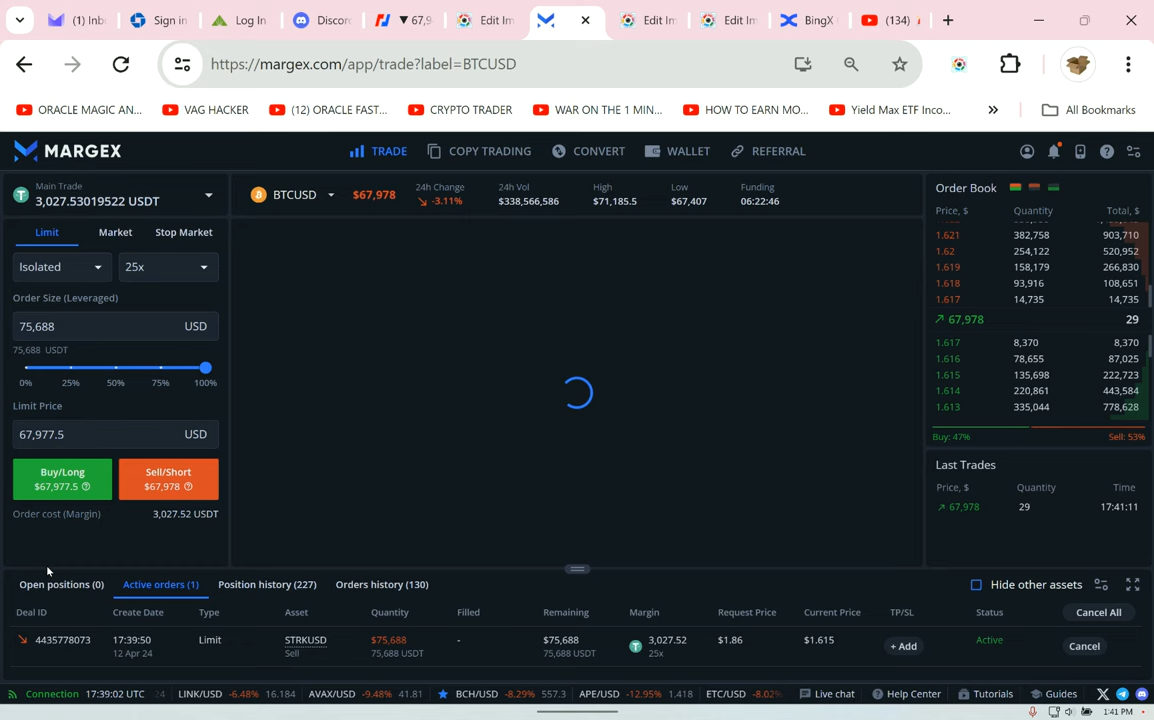 (1) Inb
Sign in
Log In
Discor
▼ 67,9
Edit Im
Edit Im
Edit Im
BingX
(134)
https://margex.com/app/trade?label=BTCUSD
ORACLE MAGIC AN...
VAG HACKER
(12) ORACLE FAST...
CRYPTO TRADER
WAR ON THE 1 MIN...
HOW TO EARN MO...
Yield Max ETF Inco...
»
All Bookmarks
MARGEX
TRADE
COPY TRADING
CONVERT
WALLET
REFERRAL
Main Trade
3,027.53019522 USDT
BTCUSD
$67,978
24h Change
-3.11%
24h Vol
$338,566,586
High
$71,185.5
Low
$67,407
Funding
06:22:46
Limit
Market
Stop Market
Isolated
25x
Order Size (Leveraged)
75,688 USD
75,688 USDT
0% 25% 50% 75% 100%
Limit Price
67,977.5 USD
Buy/Long
$67,977.5
Sell/Short
$67,978
Order cost (Margin) 3,027.52 USDT
Order Book
Price, $ Quantity Total, $
1.621 382,758 903,710
1.62 254,122 520,952
1.619 158,179 266,830
1.618 93,916 108,651
1.617 14,735 14,735
67,978 29
1.617 8,370 8,370
1.616 78,655 87,025
1.615 135,698 222,723
1.614 220,861 443,584
1.613 335,044 778,628
Buy: 47% Sell: 53%
Last Trades
Price, $ Quantity Time
67,978 29 17:41:11
Open positions (0)
Active orders (1)
Position history (227)
Orders history (130)
Hide other assets
Deal ID Create Date Type Asset Quantity Filled Remaining Margin Request Price Current Price TP/SL Status Cancel All
4435778073 17:39:50 Limit STRKUSD $75,688 - $75,688 3,027.52 $1.86 $1.615 + Add Active Cancel
12 Apr 24 Sell 75,688 USDT 75,688 USDT 25x
Connection 17:39:02 UTC 24 LINK/USD -6.48% 16.184 AVAX/USD -9.48% 41.81 BCH/USD -8.29% 557.3 APE/USD -12.95% 1.418 ETC/USD -8.02% Live chat Help Center Tutorials Guides
1:41 PM